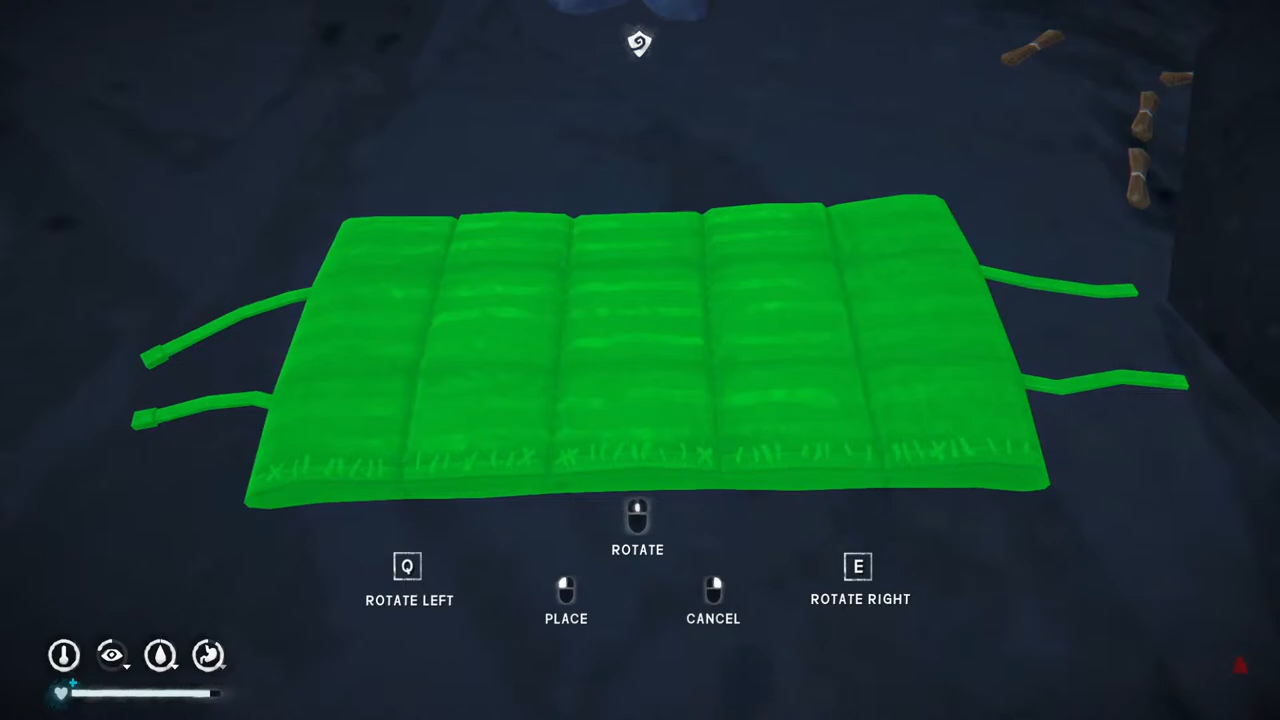 ROTATE
Q
E
ROTATE LEFT
ROTATE RIGHT
PLACE
CANCEL